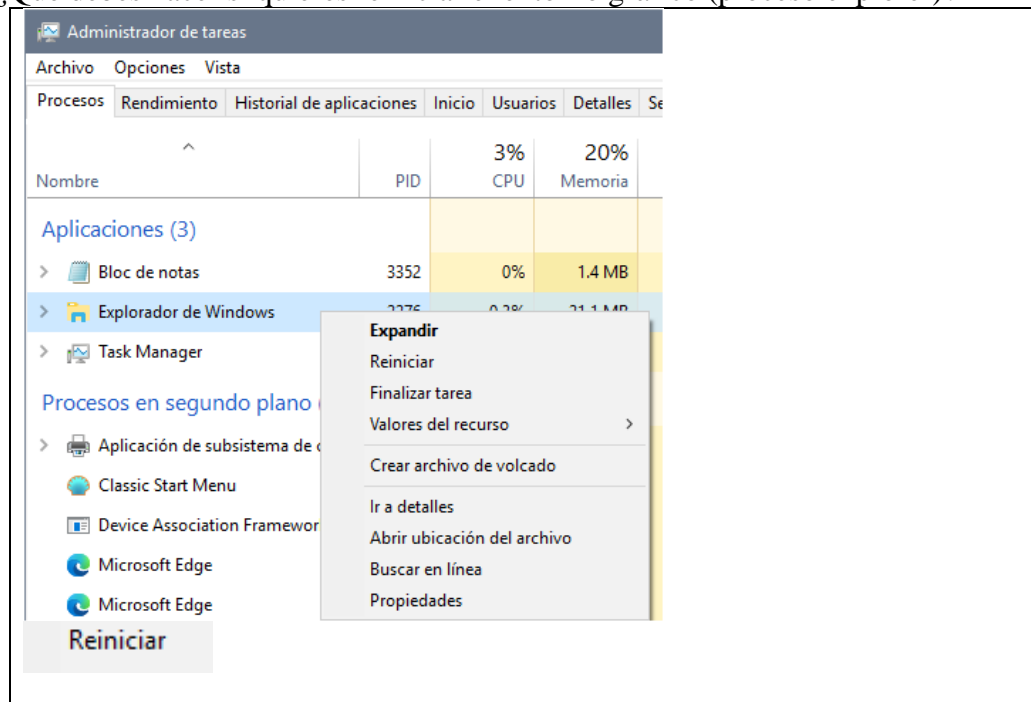 Administrador de tareas
Archivo Opciones Vista
Procesos Rendimiento Historial de aplicaciones Inicio Usuarios Detalles
3% 20%
Nombre PID CPU Memoria
Aplicaciones (3)
Bloc de notas 3352 0% 1.4 MB
Explorador de Windows
Task Manager
Expandir
Reiniciar
Finalizar tarea
Valores del recurso
Crear archivo de volcado
Ir a detalles
Abrir ubicación del archivo
Buscar en línea
Propiedades
Procesos en segundo plano
Aplicación de subsistema de
Classic Start Menu
Device Association
Microsoft Edge
Microsoft Edge
Reiniciar